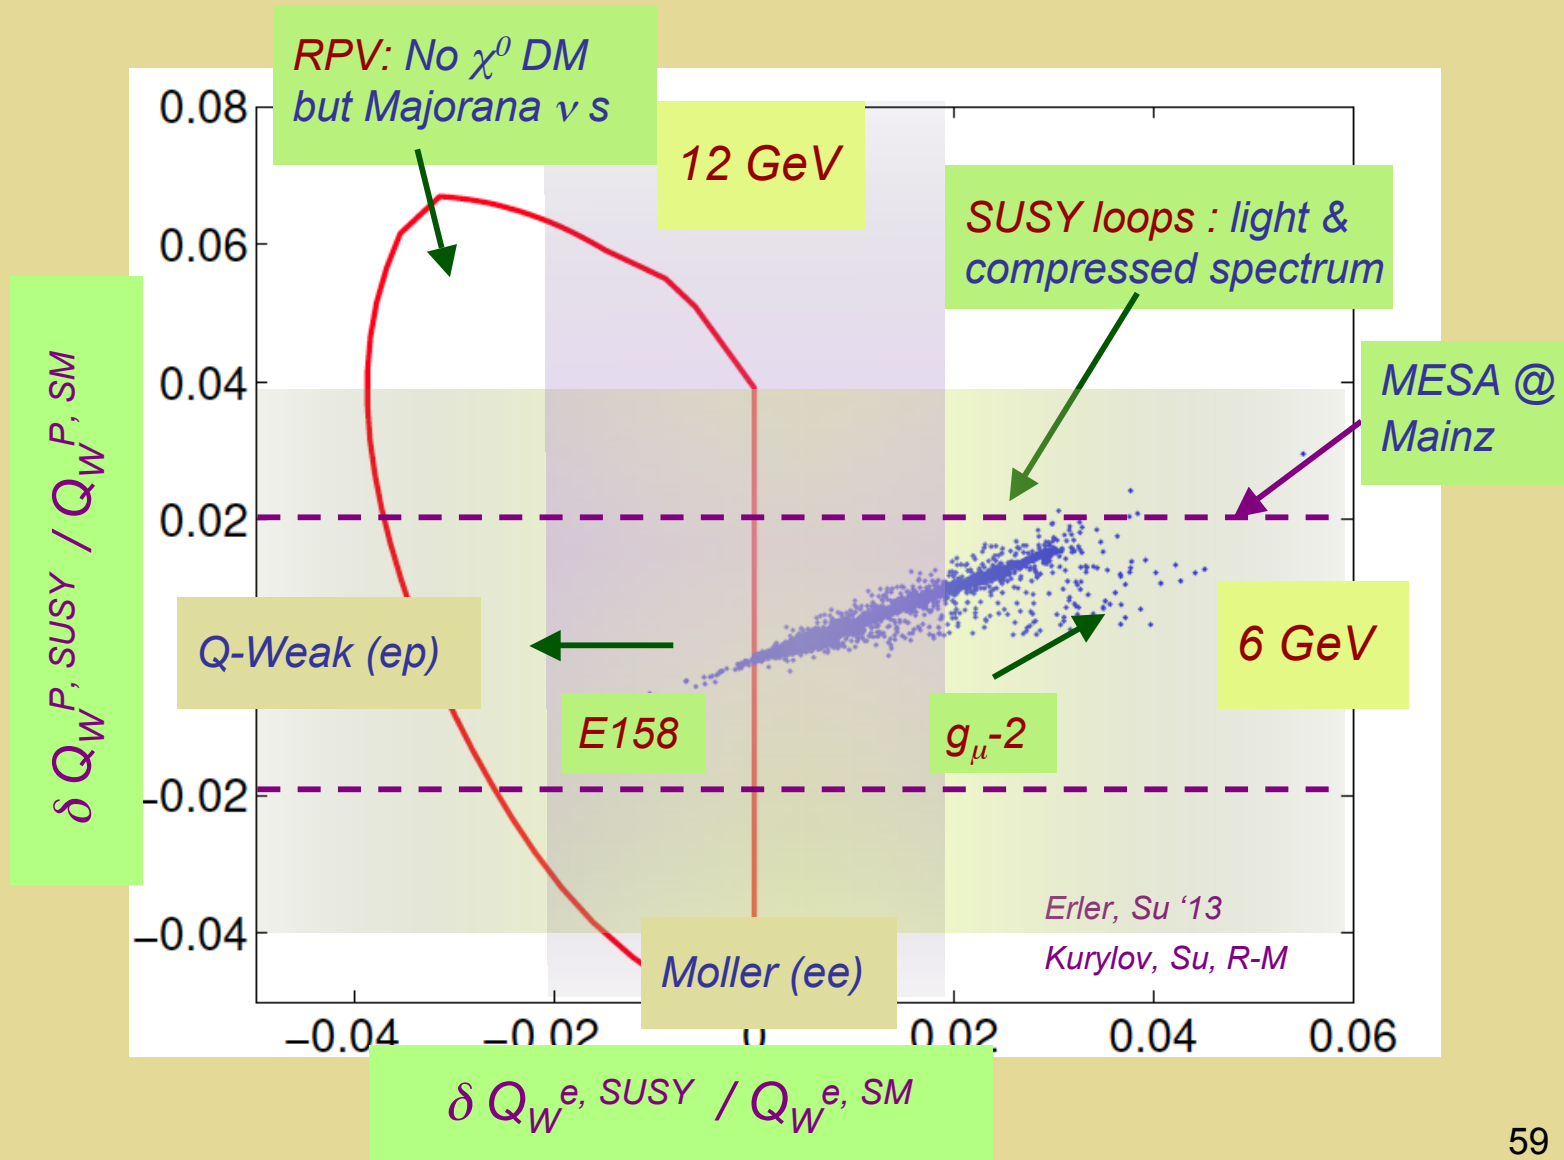 RPV: No χ⁰ DM
but Majorana ν s
12 GeV
SUSY loops : light &
compressed spectrum
MESA @
Mainz
0.08
0.06
0.04
0.02
−0.02
−0.04
δ Q_W^P, SUSY / Q_W^P, SM
Q-Weak (ep)
E158
g_μ-2
6 GeV
Erler, Su ‘13
Kurylov, Su, R-M
Moller (ee)
−0.04 −0.02 0 0.02 0.04 0.06
δ Q_W^e, SUSY / Q_W^e, SM
59